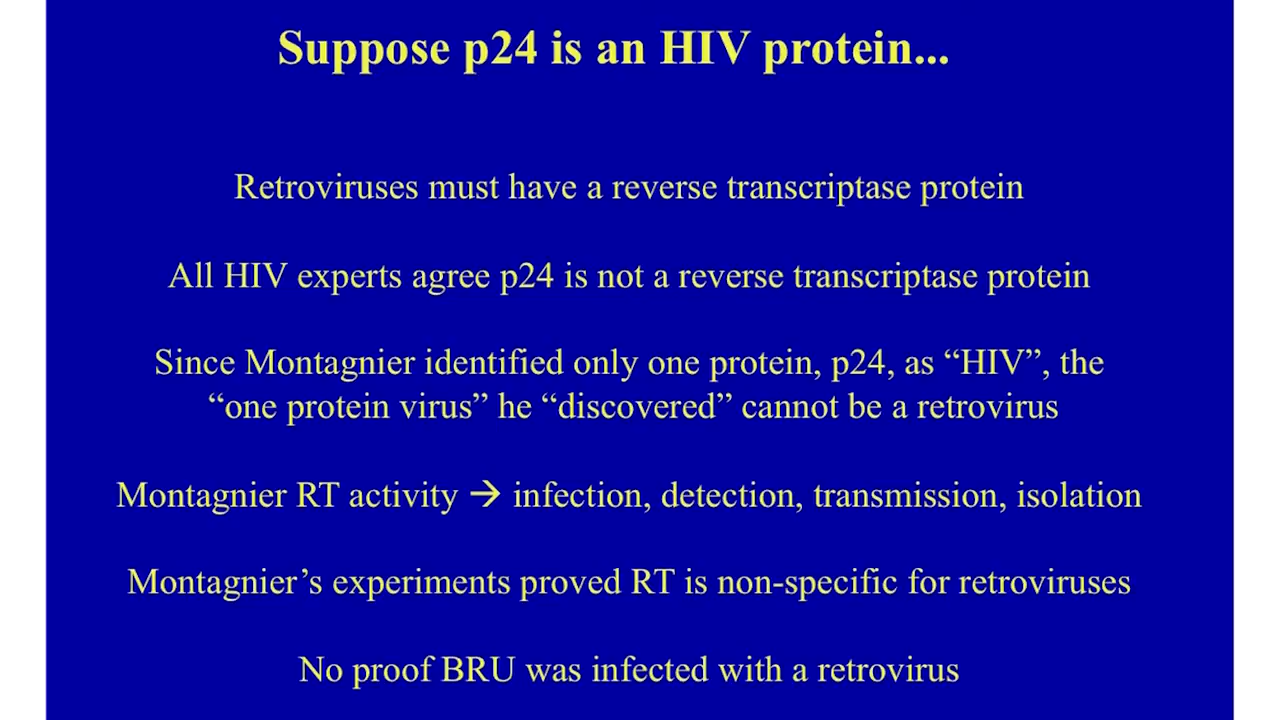 Suppose p24 is an HIV protein...
Retroviruses must have a reverse transcriptase protein
All HIV experts agree p24 is not a reverse transcriptase protein
Since Montagnier identified only one protein, p24, as “HIV”, the
“one protein virus” he “discovered” cannot be a retrovirus
Montagnier RT activity → infection, detection, transmission, isolation
Montagnier’s experiments proved RT is non-specific for retroviruses
No proof BRU was infected with a retrovirus